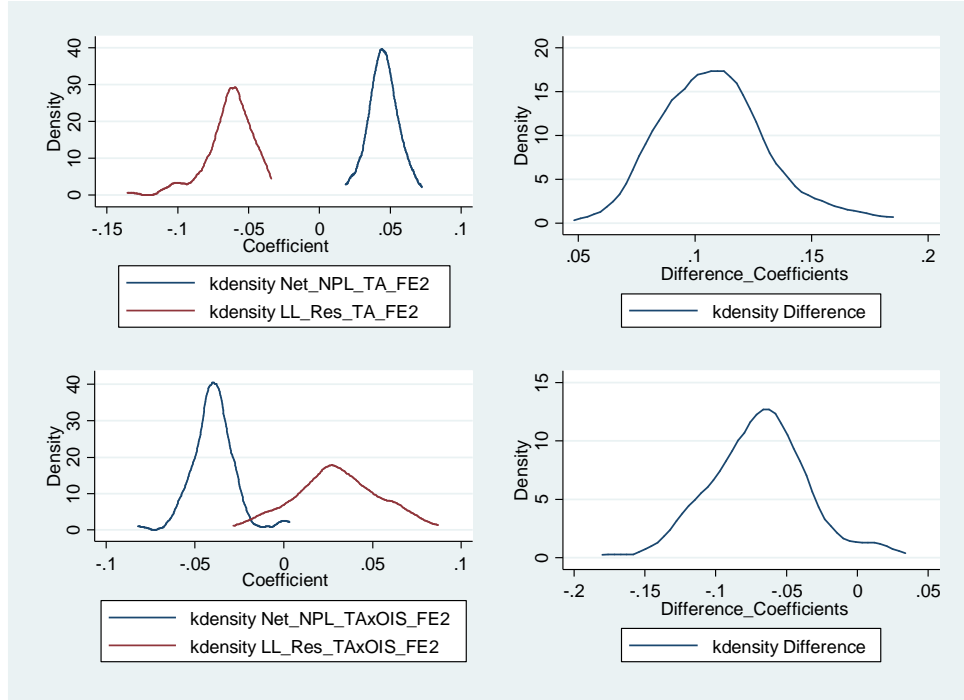 Density
40
30
20
10
0
-.15
-.1
-.05
0
.05
.1
Coefficient
kdensity Net_NPL_TA_FE2
kdensity LL_Res_TA_FE2
Density
20
15
10
5
0
.05
.1
.15
.2
Difference_Coefficients
kdensity Difference
Density
40
30
20
10
0
-.1
-.05
0
.05
.1
Coefficient
kdensity Net_NPL_TAxOIS_FE2
kdensity LL_Res_TAxOIS_FE2
Density
15
10
5
0
-.2
-.15
-.1
-.05
0
.05
Difference_Coefficients
kdensity Difference